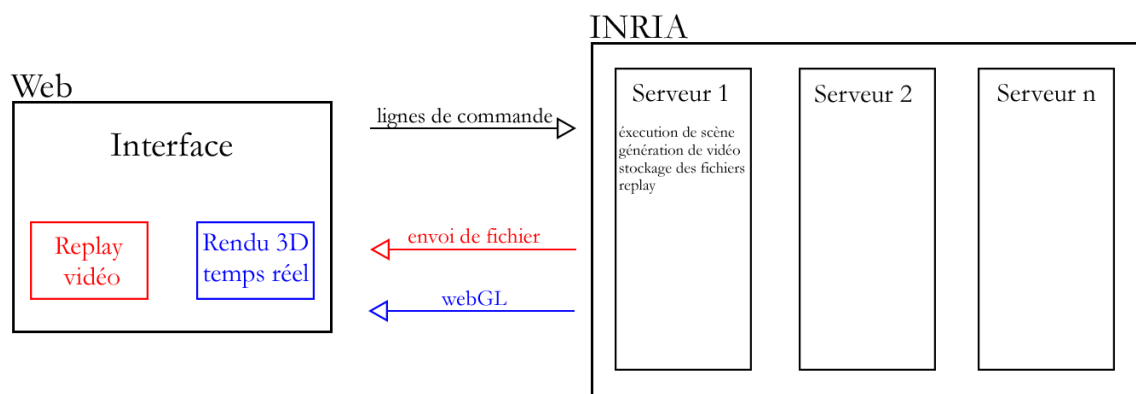 INRIA
Web
Interface
Replay
vidéo
Rendu 3D
temps réel
lignes de commande
envoi de fichier
webGL
Serveur 1
éxecution de scène
génération de vidéo
stockage des fichiers
replay
Serveur 2
Serveur n